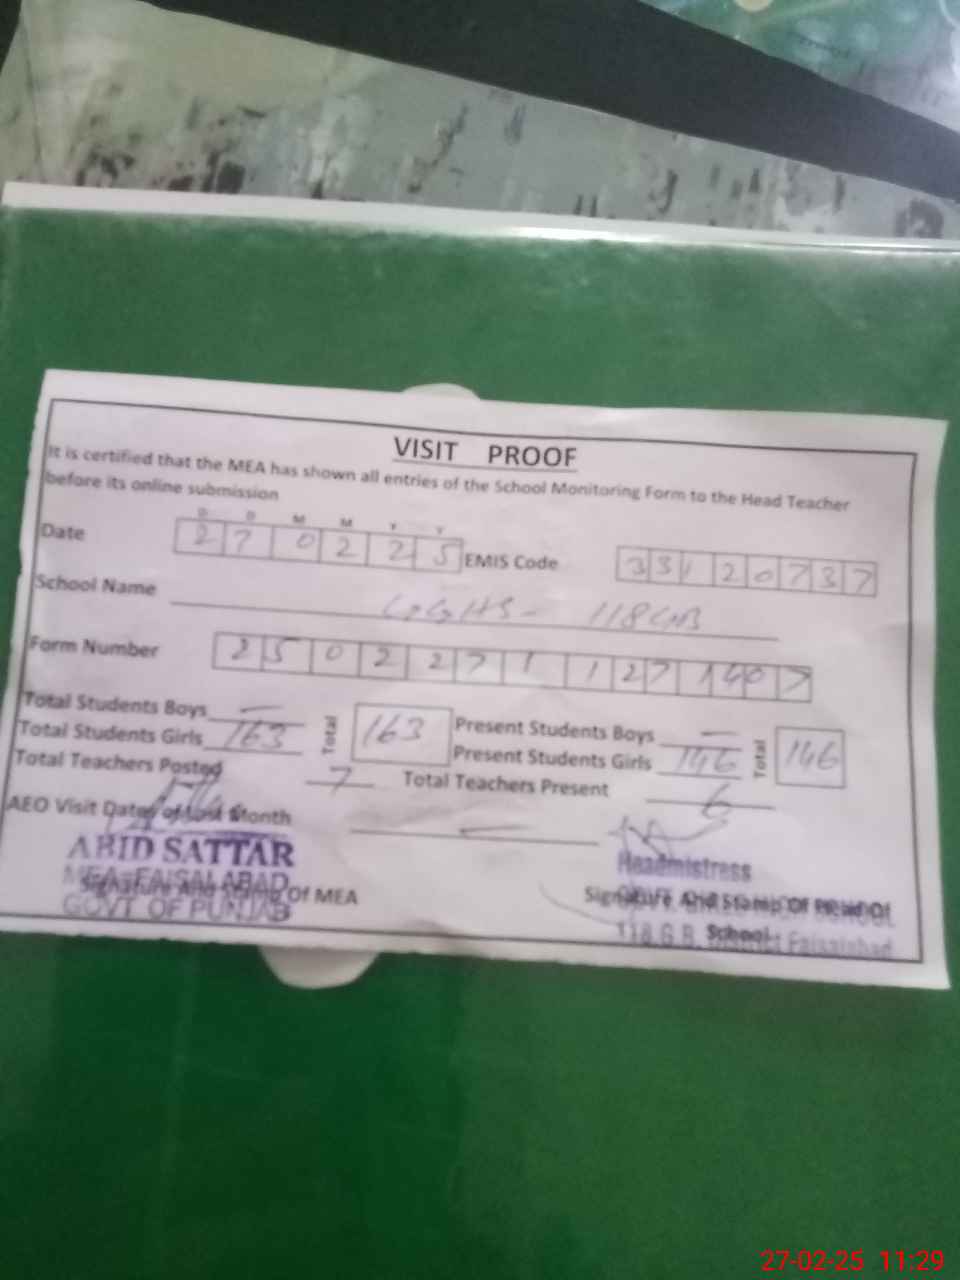 VISIT PROOF
It is certified that the MEA has shown all entries of the School Monitoring Form to the Head Teacher
before its online submission
D D M M Y Y
Date 2 7 0 2 2 5 EMIS Code 3 3 1 2 0 7 3 7
School Name GGHS - 118GB
Form Number 2 5 0 2 2 7 1 1 2 7 1 4 0 7
Total Students Boys — Total 163 Present Students Boys — Total 146
Total Students Girls 163 Present Students Girls 146
Total Teachers Posted 7 Total Teachers Present 6
AEO Visit Dates of Last Month —
ABID SATTAR
MEA-FAISALABAD
GOVT OF PUNJAB
Signature And Stamp Of MEA
Headmistress
Signature And Stamp Of Head Of
School
118 G.B. District Faisalabad
27-02-25 11:29